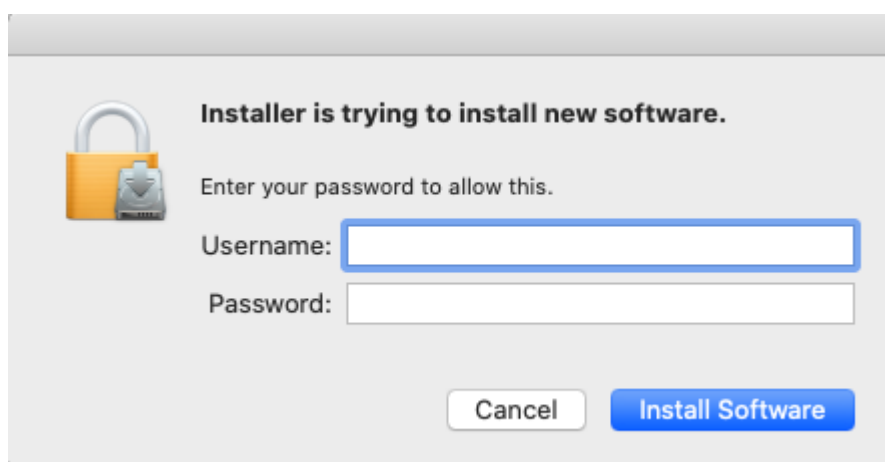 Installer is trying to install new software.
Enter your password to allow this.
Username:
Password:
Cancel Install Software